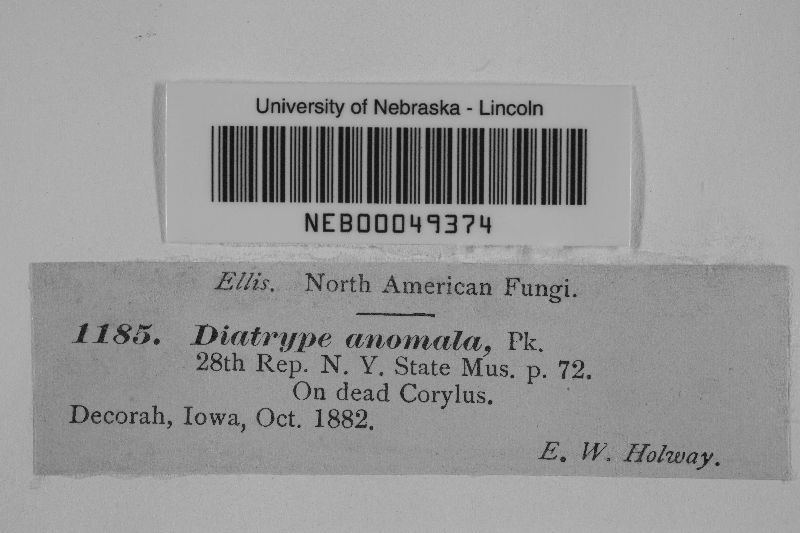 University of Nebraska - Lincoln
NEB00049374
Ellis. North American Fungi.
1185. Diatrype anomala, Pk.
28th Rep. N. Y. State Mus. p. 72.
On dead Corylus.
Decorah, Iowa, Oct. 1882.
E. W. Holway.